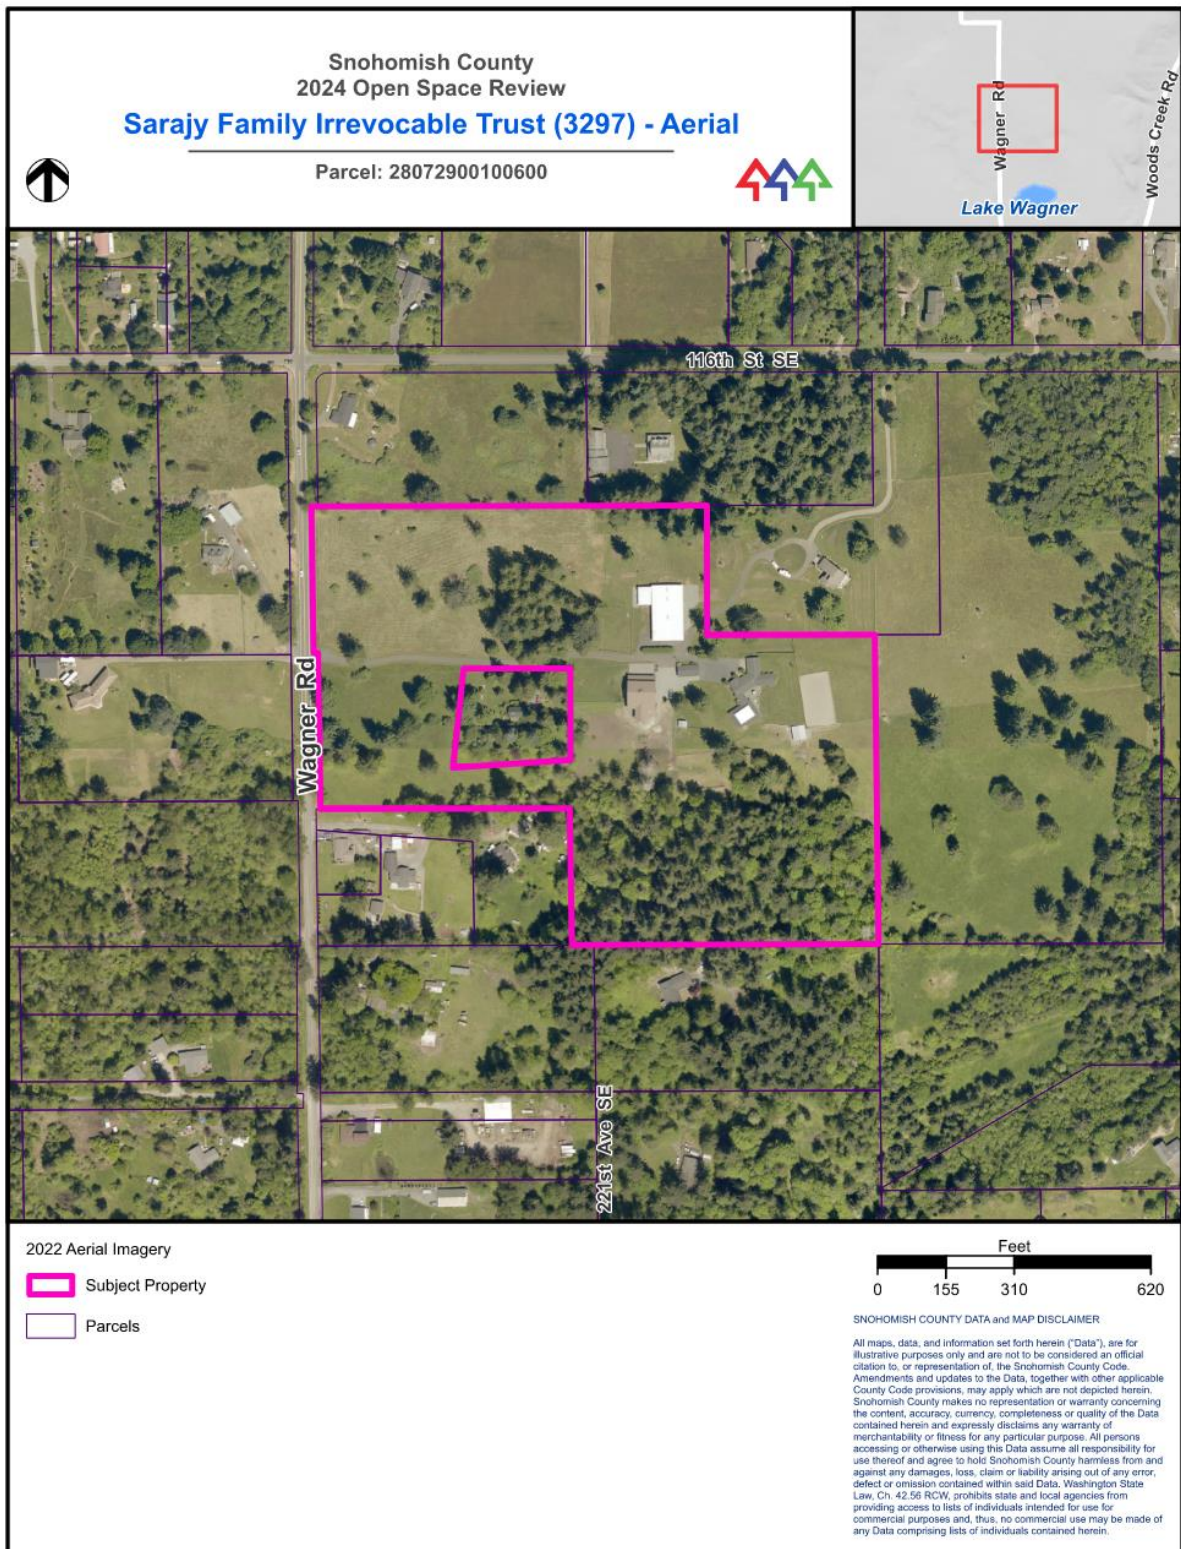 Snohomish County
2024 Open Space Review
Sarajy Family Irrevocable Trust (3297) - Aerial
Parcel: 28072900100600
Wagner Rd
Woods Creek Rd
Lake Wagner
116th St SE
Wagner Rd
221st Ave SE
2022 Aerial Imagery
Subject Property
Parcels
Feet
0 155 310 620
SNOHOMISH COUNTY DATA and MAP DISCLAIMER
All maps, data, and information set forth herein ("Data"), are for
illustrative purposes only and are not to be considered an official
citation to, or representation of, the Snohomish County Code.
Amendments and updates to the Data, together with other applicable
County Code provisions, may apply which are not depicted herein.
Snohomish County makes no representation or warranty concerning
the content, accuracy, currency, completeness or quality of the Data
contained herein and expressly disclaims any warranty of
merchantability or fitness for any particular purpose. All persons
accessing or otherwise using this Data assume all responsibility for
use thereof and agree to hold Snohomish County harmless from and
against any damages, loss, claim or liability arising out of any error,
defect or omission contained within said Data. Washington State
Law, Ch. 42.56 RCW, prohibits state and local agencies from
providing access to lists of individuals intended for use for
commercial purposes and, thus, no commercial use may be made of
any Data comprising lists of individuals contained herein.